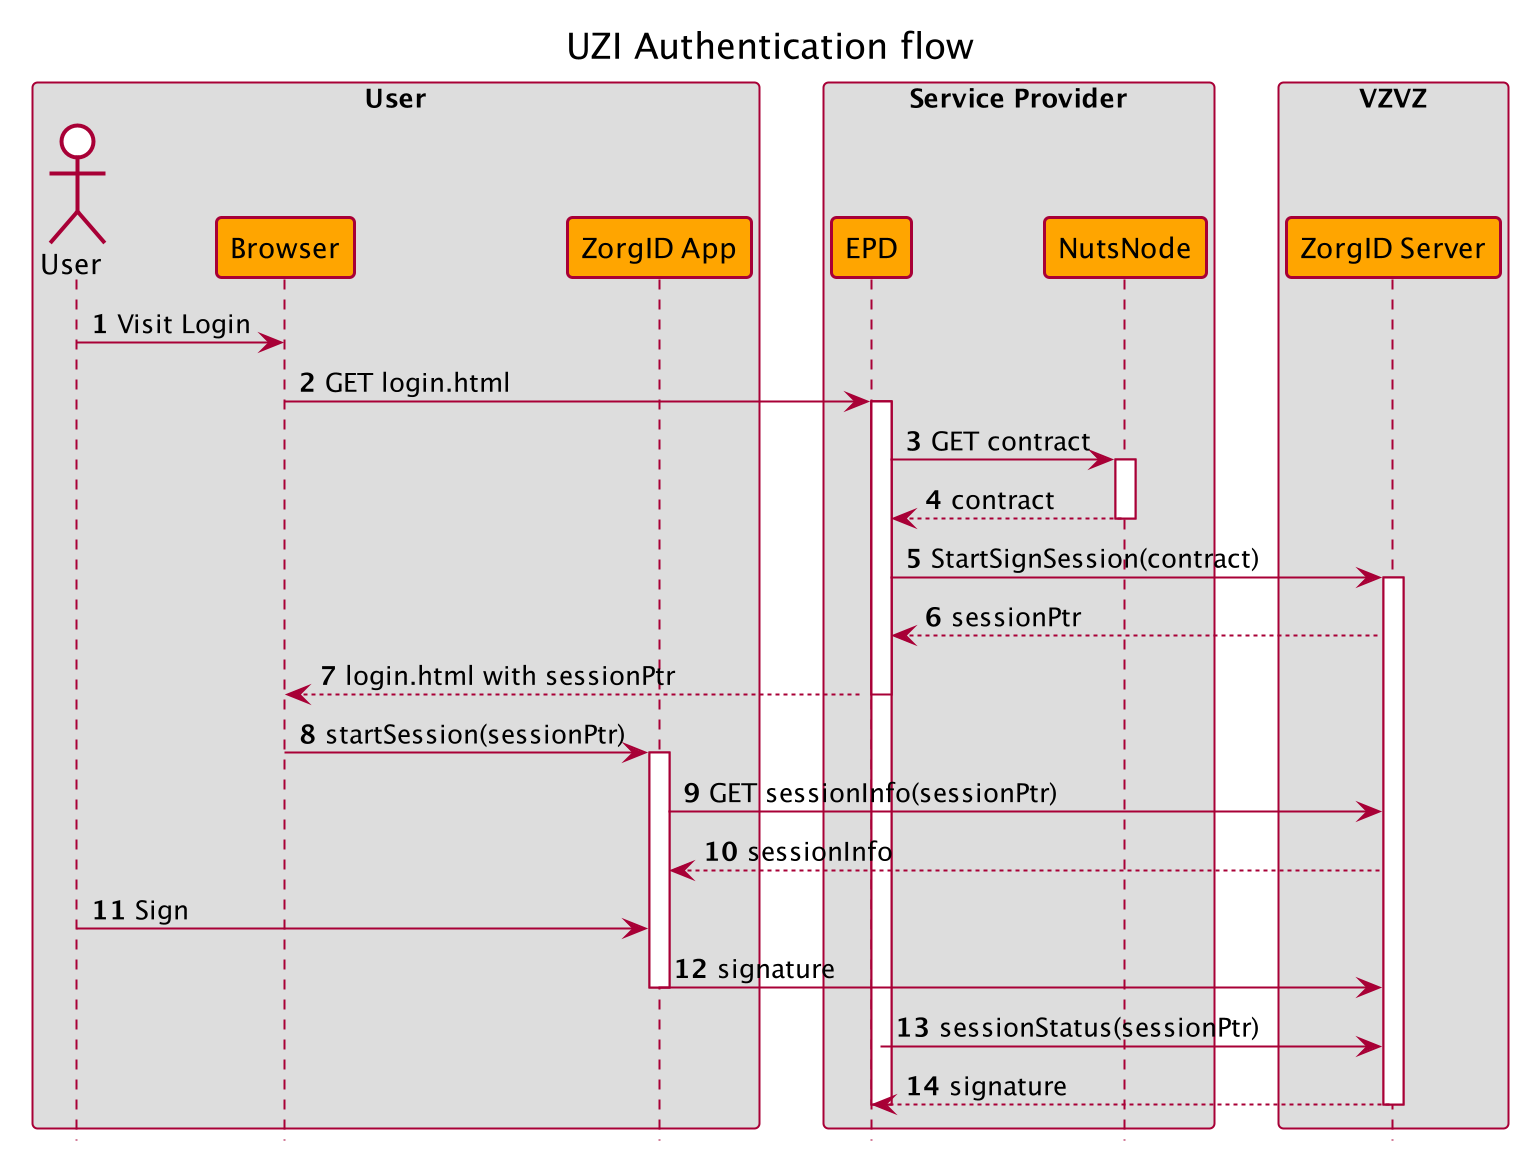 UZI Authentication flow
User
Service Provider
VZVZ
User
Browser
ZorgID App
EPD
NutsNode
ZorgID Server
1 Visit Login
2 GET login.html
3 GET contract
4 contract
5 StartSignSession(contract)
6 sessionPtr
7 login.html with sessionPtr
8 startSession(sessionPtr)
9 GET sessionInfo(sessionPtr)
10 sessionInfo
11 Sign
12 signature
13 sessionStatus(sessionPtr)
14 signature